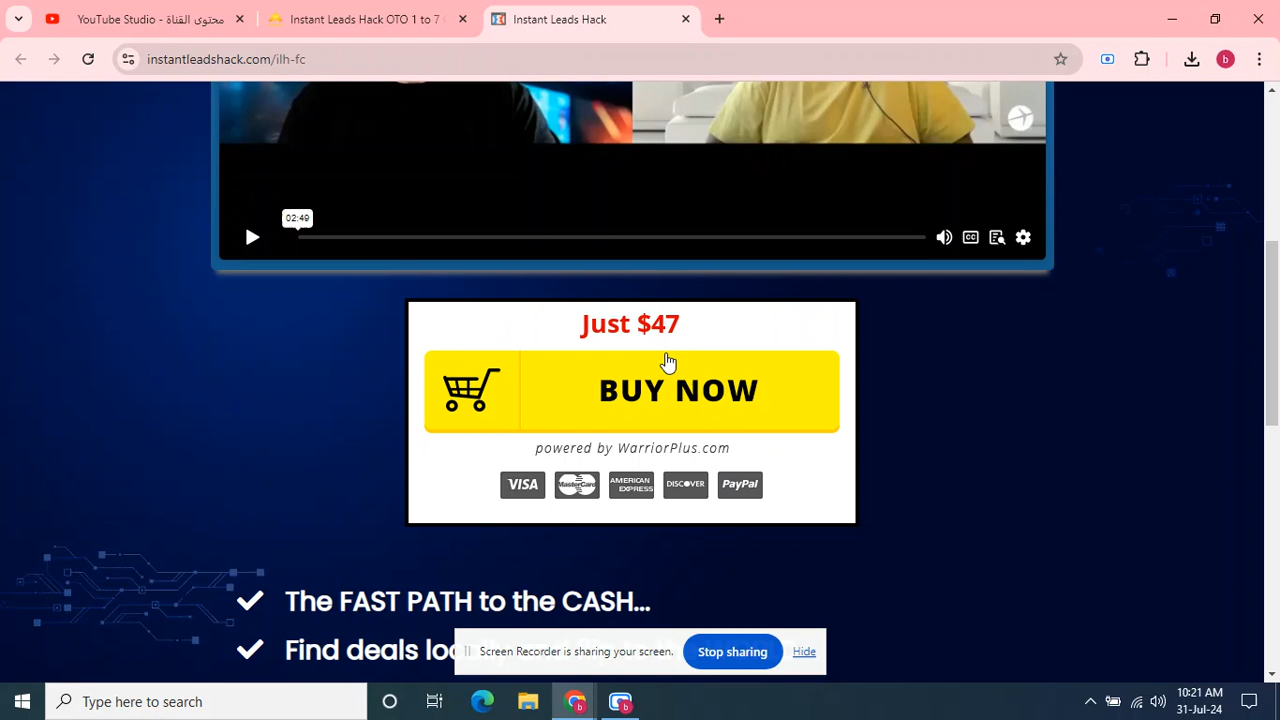 YouTube Studio - محتوى القناة
Instant Leads Hack OTO 1 to 7
Instant Leads Hack
instantleadshack.com/ilh-fc
b
02:49
CC
Just $47
BUY NOW
powered by WarriorPlus.com
VISA
MasterCard
AMERICAN EXPRESS
DISCOVER
PayPal
The FAST PATH to the CASH...
Find deals
Screen Recorder is sharing your screen.
Stop sharing
Hide
Type here to search
b
b
10:21 AM
31-Jul-24